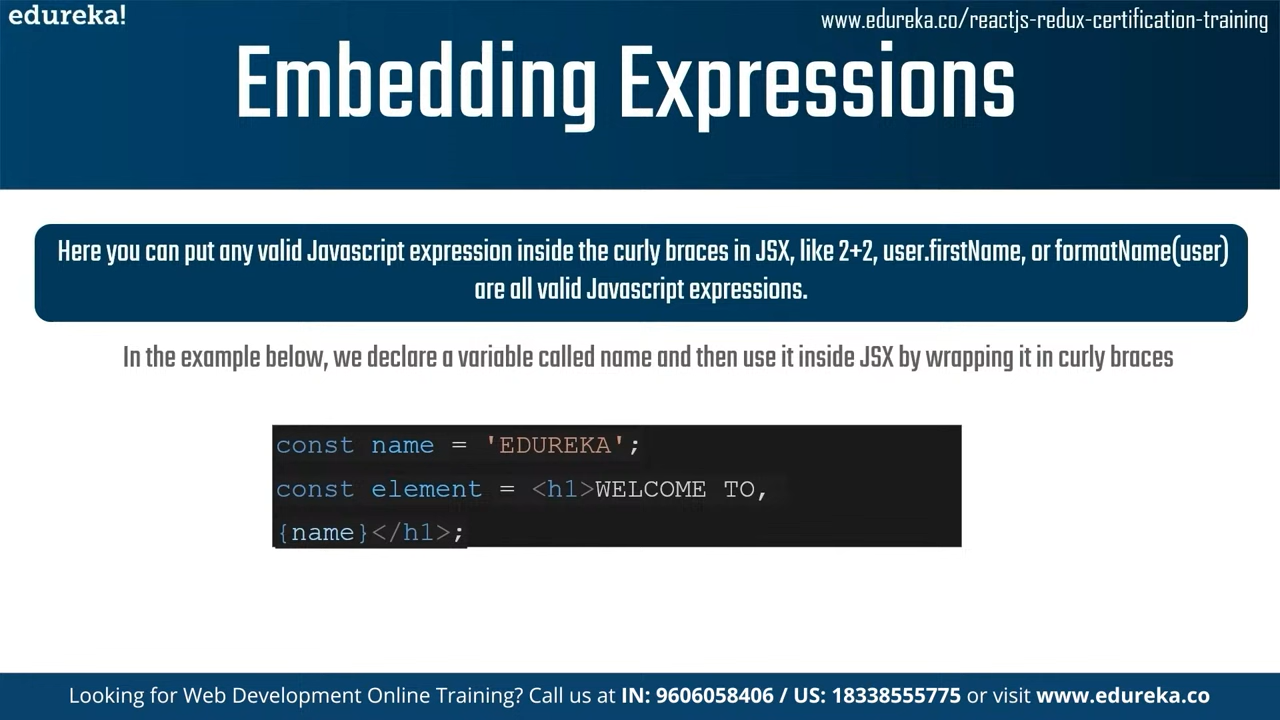 edureka!
www.edureka.co/reactjs-redux-certification-training
Embedding Expressions
Here you can put any valid Javascript expression inside the curly braces in JSX, like 2+2, user.firstName, or formatName(user)
are all valid Javascript expressions.
In the example below, we declare a variable called name and then use it inside JSX by wrapping it in curly braces
const name = 'EDUREKA';
const element = <h1>WELCOME TO,
{name}</h1>;
Looking for Web Development Online Training? Call us at IN: 9606058406 / US: 18338555775 or visit www.edureka.co